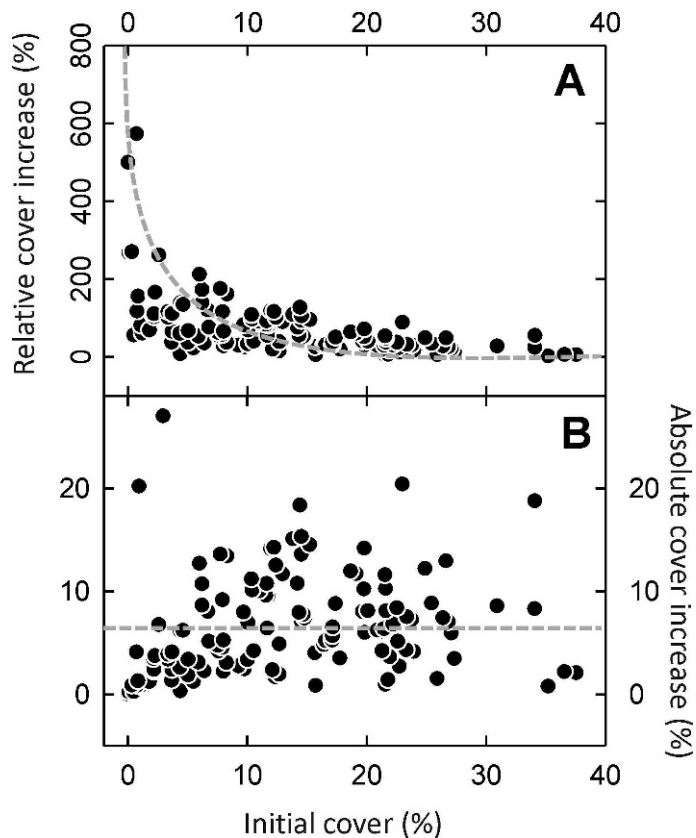 0 10 20 30 40
800
600
400
200
0
Relative cover increase (%)
A
B
20
10
0
20
10
0
Absolute cover increase (%)
0 10 20 30 40
Initial cover (%)